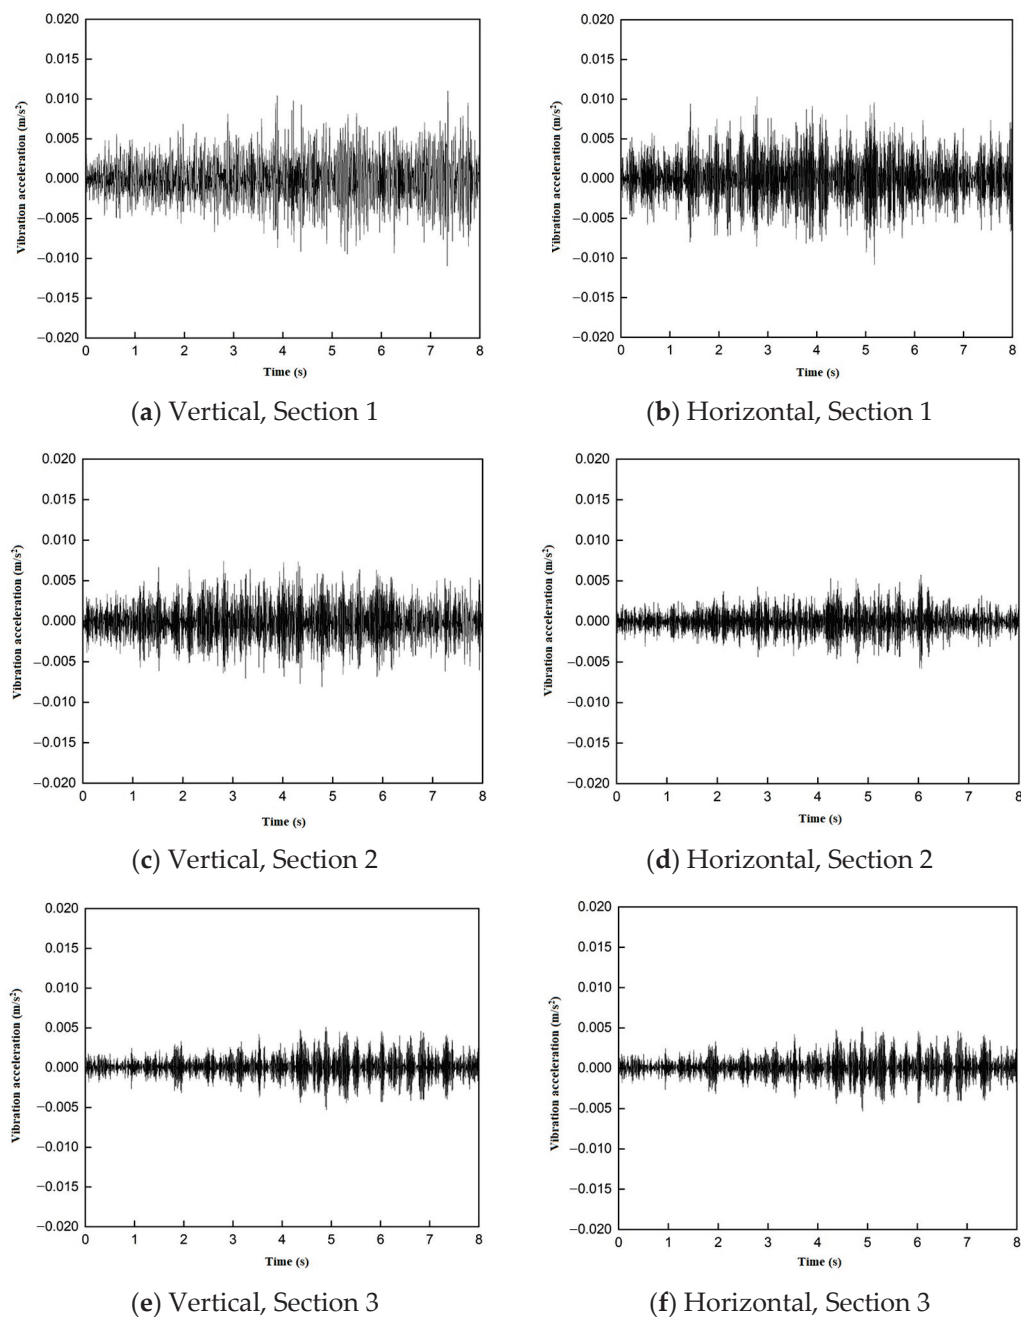 0.020
0.015
0.010
0.005
0.000
−0.005
−0.010
−0.015
−0.020
Vibration acceleration (m/s²)
0 1 2 3 4 5 6 7 8
Time (s)
(a) Vertical, Section 1
0.020
0.015
0.010
0.005
0.000
−0.005
−0.010
−0.015
−0.020
Vibration acceleration (m/s²)
0 1 2 3 4 5 6 7 8
Time (s)
(b) Horizontal, Section 1
0.020
0.015
0.010
0.005
0.000
−0.005
−0.010
−0.015
−0.020
Vibration acceleration (m/s²)
0 1 2 3 4 5 6 7 8
Time (s)
(c) Vertical, Section 2
0.020
0.015
0.010
0.005
0.000
−0.005
−0.010
−0.015
−0.020
Vibration acceleration (m/s²)
0 1 2 3 4 5 6 7 8
Time (s)
(d) Horizontal, Section 2
0.020
0.015
0.010
0.005
0.000
−0.005
−0.010
−0.015
−0.020
Vibration acceleration (m/s²)
0 1 2 3 4 5 6 7 8
Time (s)
(e) Vertical, Section 3
0.020
0.015
0.010
0.005
0.000
−0.005
−0.010
−0.015
−0.020
Vibration acceleration (m/s²)
0 1 2 3 4 5 6 7 8
Time (s)
(f) Horizontal, Section 3